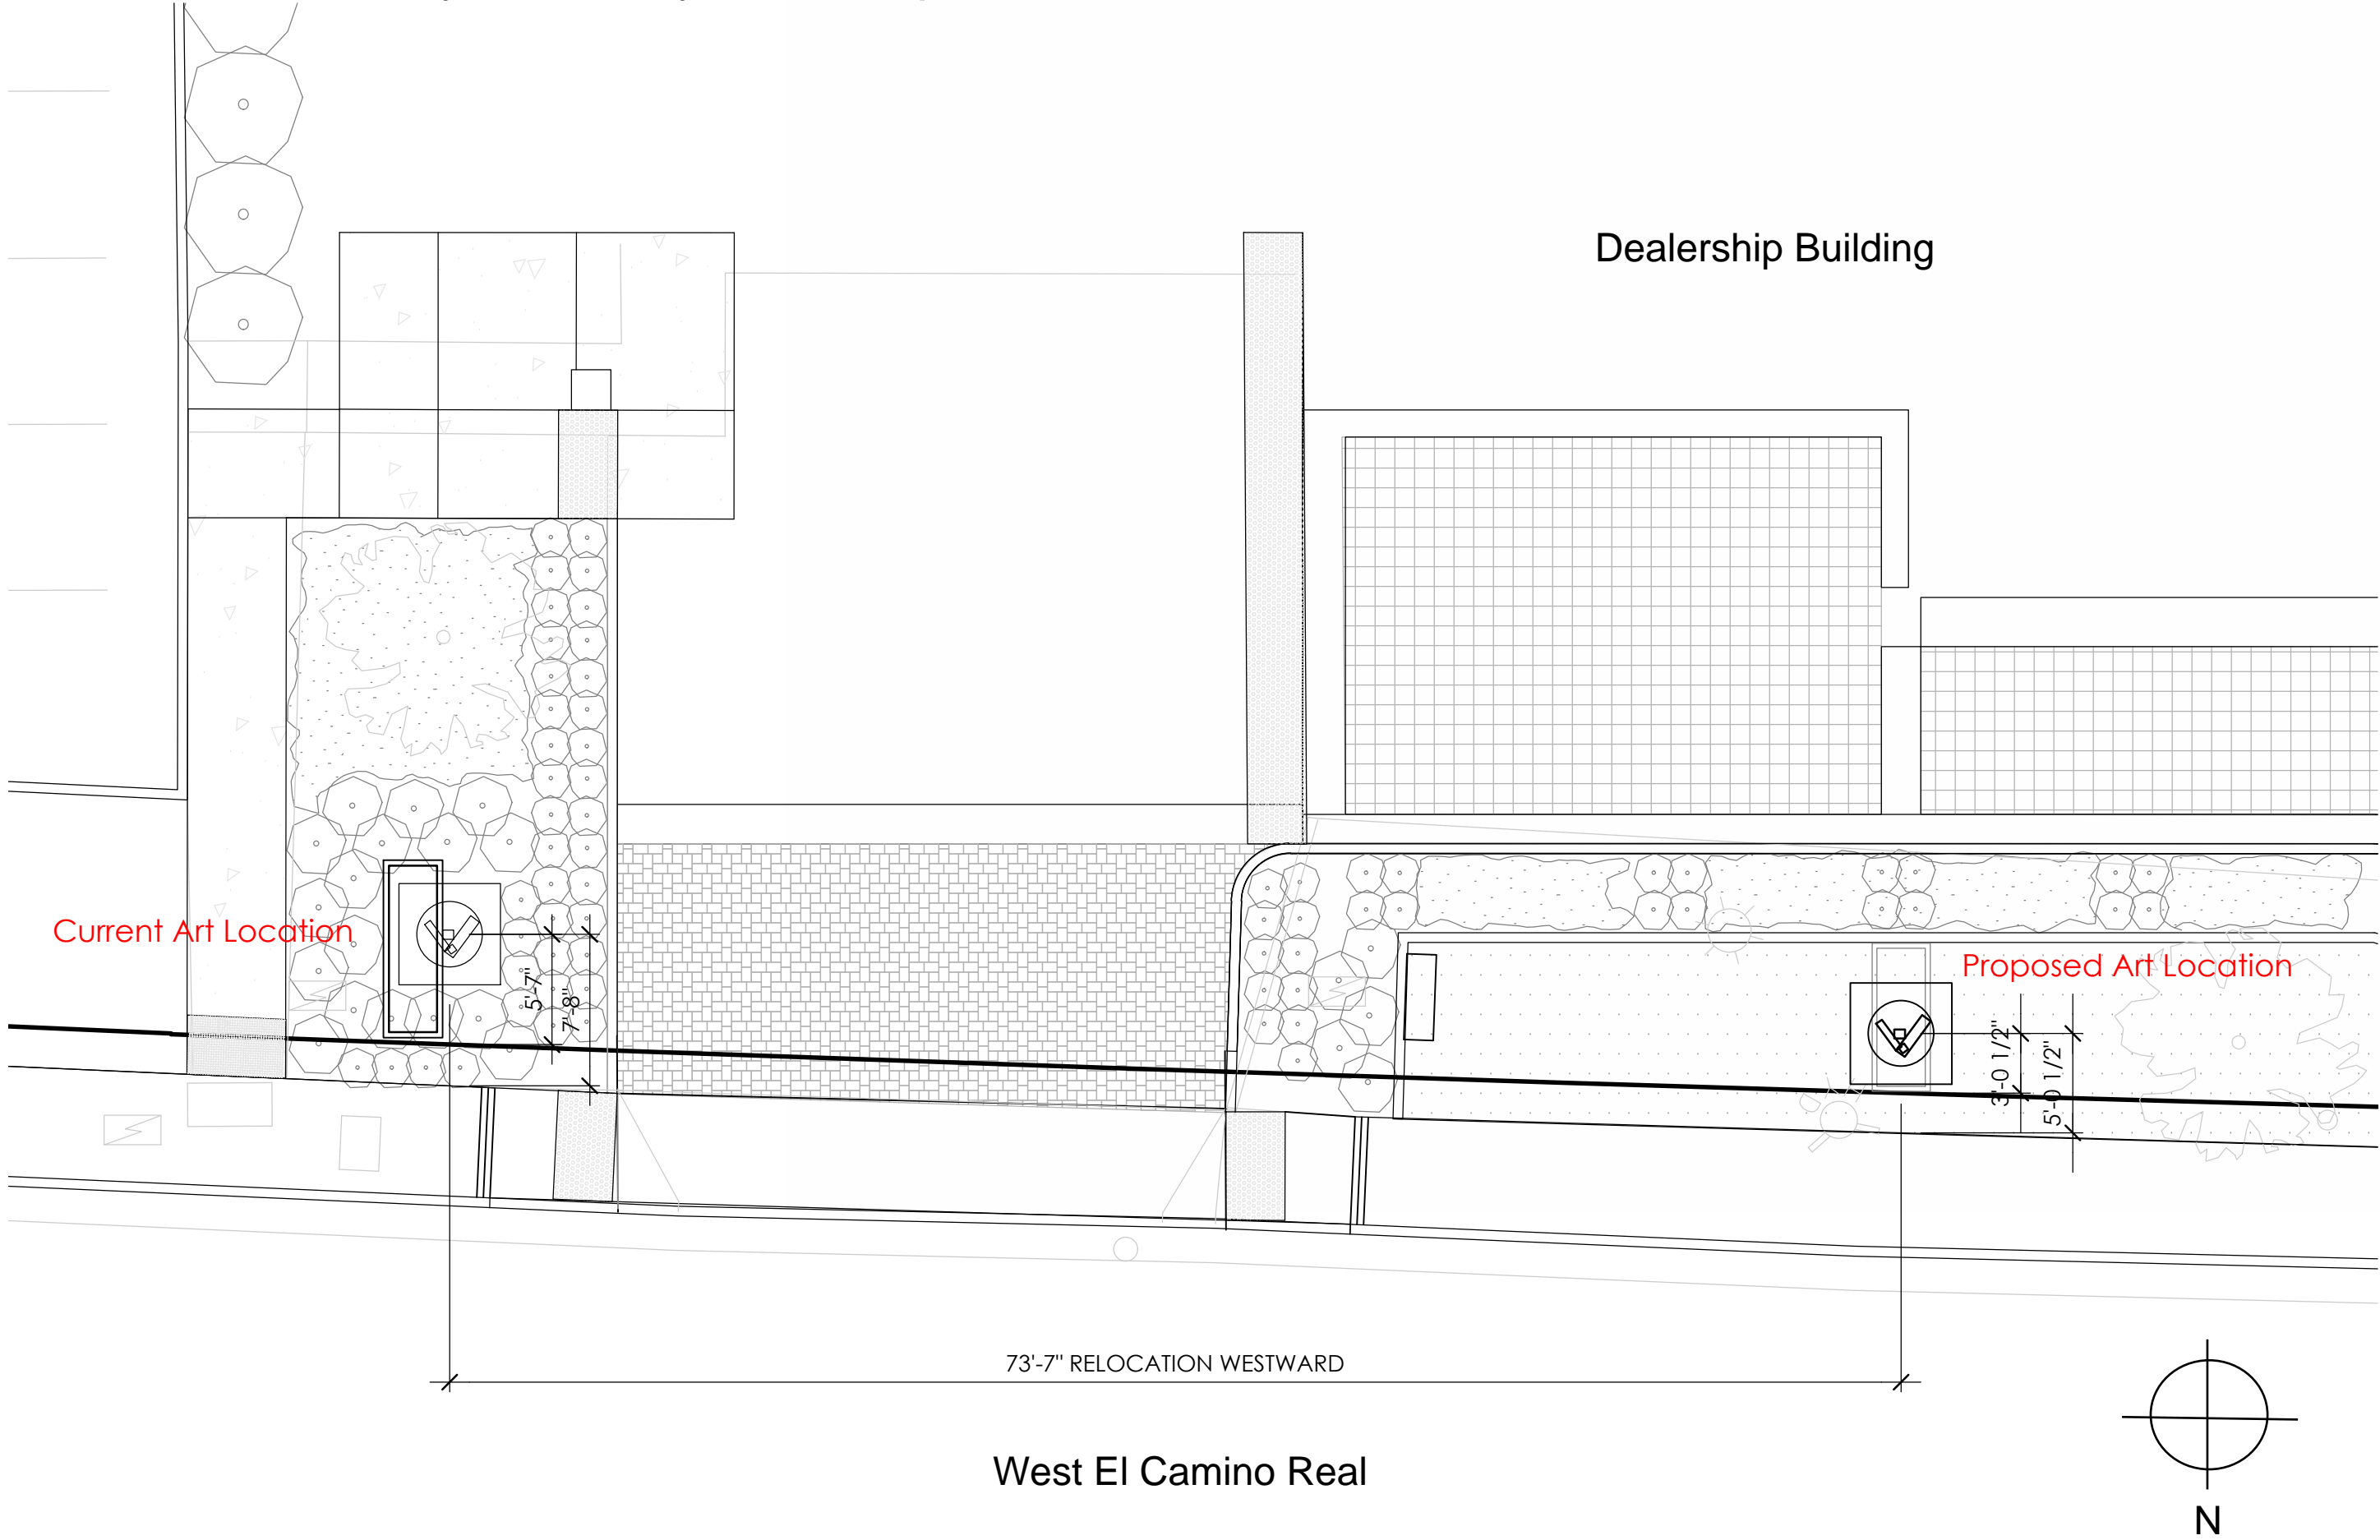 Dealership Building
Current Art Location
Proposed Art Location
5'-7"
7'-8"
3'-0 1/2"
5'-0 1/2"
73'-7" RELOCATION WESTWARD
West El Camino Real
N